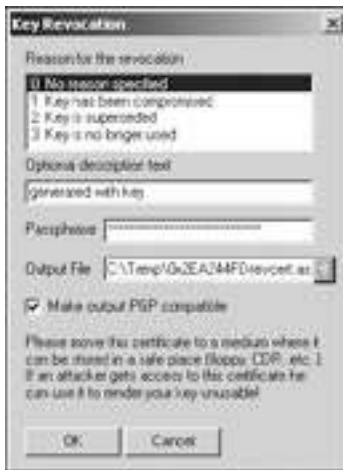 Key Revocation
Reason for the revocation
0 No reason specified
1 Key has been compromised
2 Key is superseded
3 Key is no longer used
Optional description text
generated with key
Passphrase
Output File
Make output PGP compatible
Please move this certificate to a medium where it
can be stored in a safe place (floppy, CDR, etc.)
If an attacker gets access to this certificate he
can use it to render your key unusable!
OK
Cancel